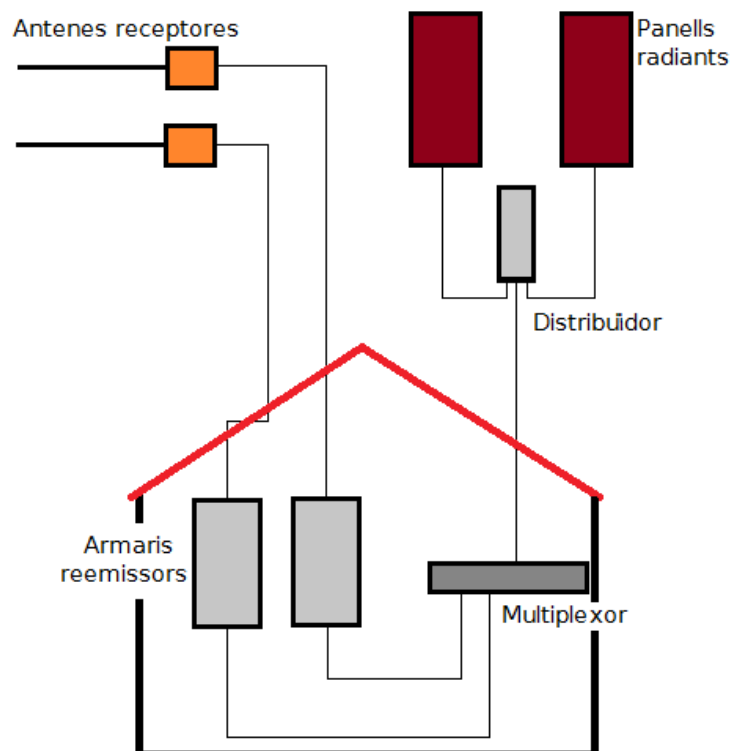 Antenes receptores
Panells
radiants
Distribuïdor
Armaris
reemissors
Multiplexor